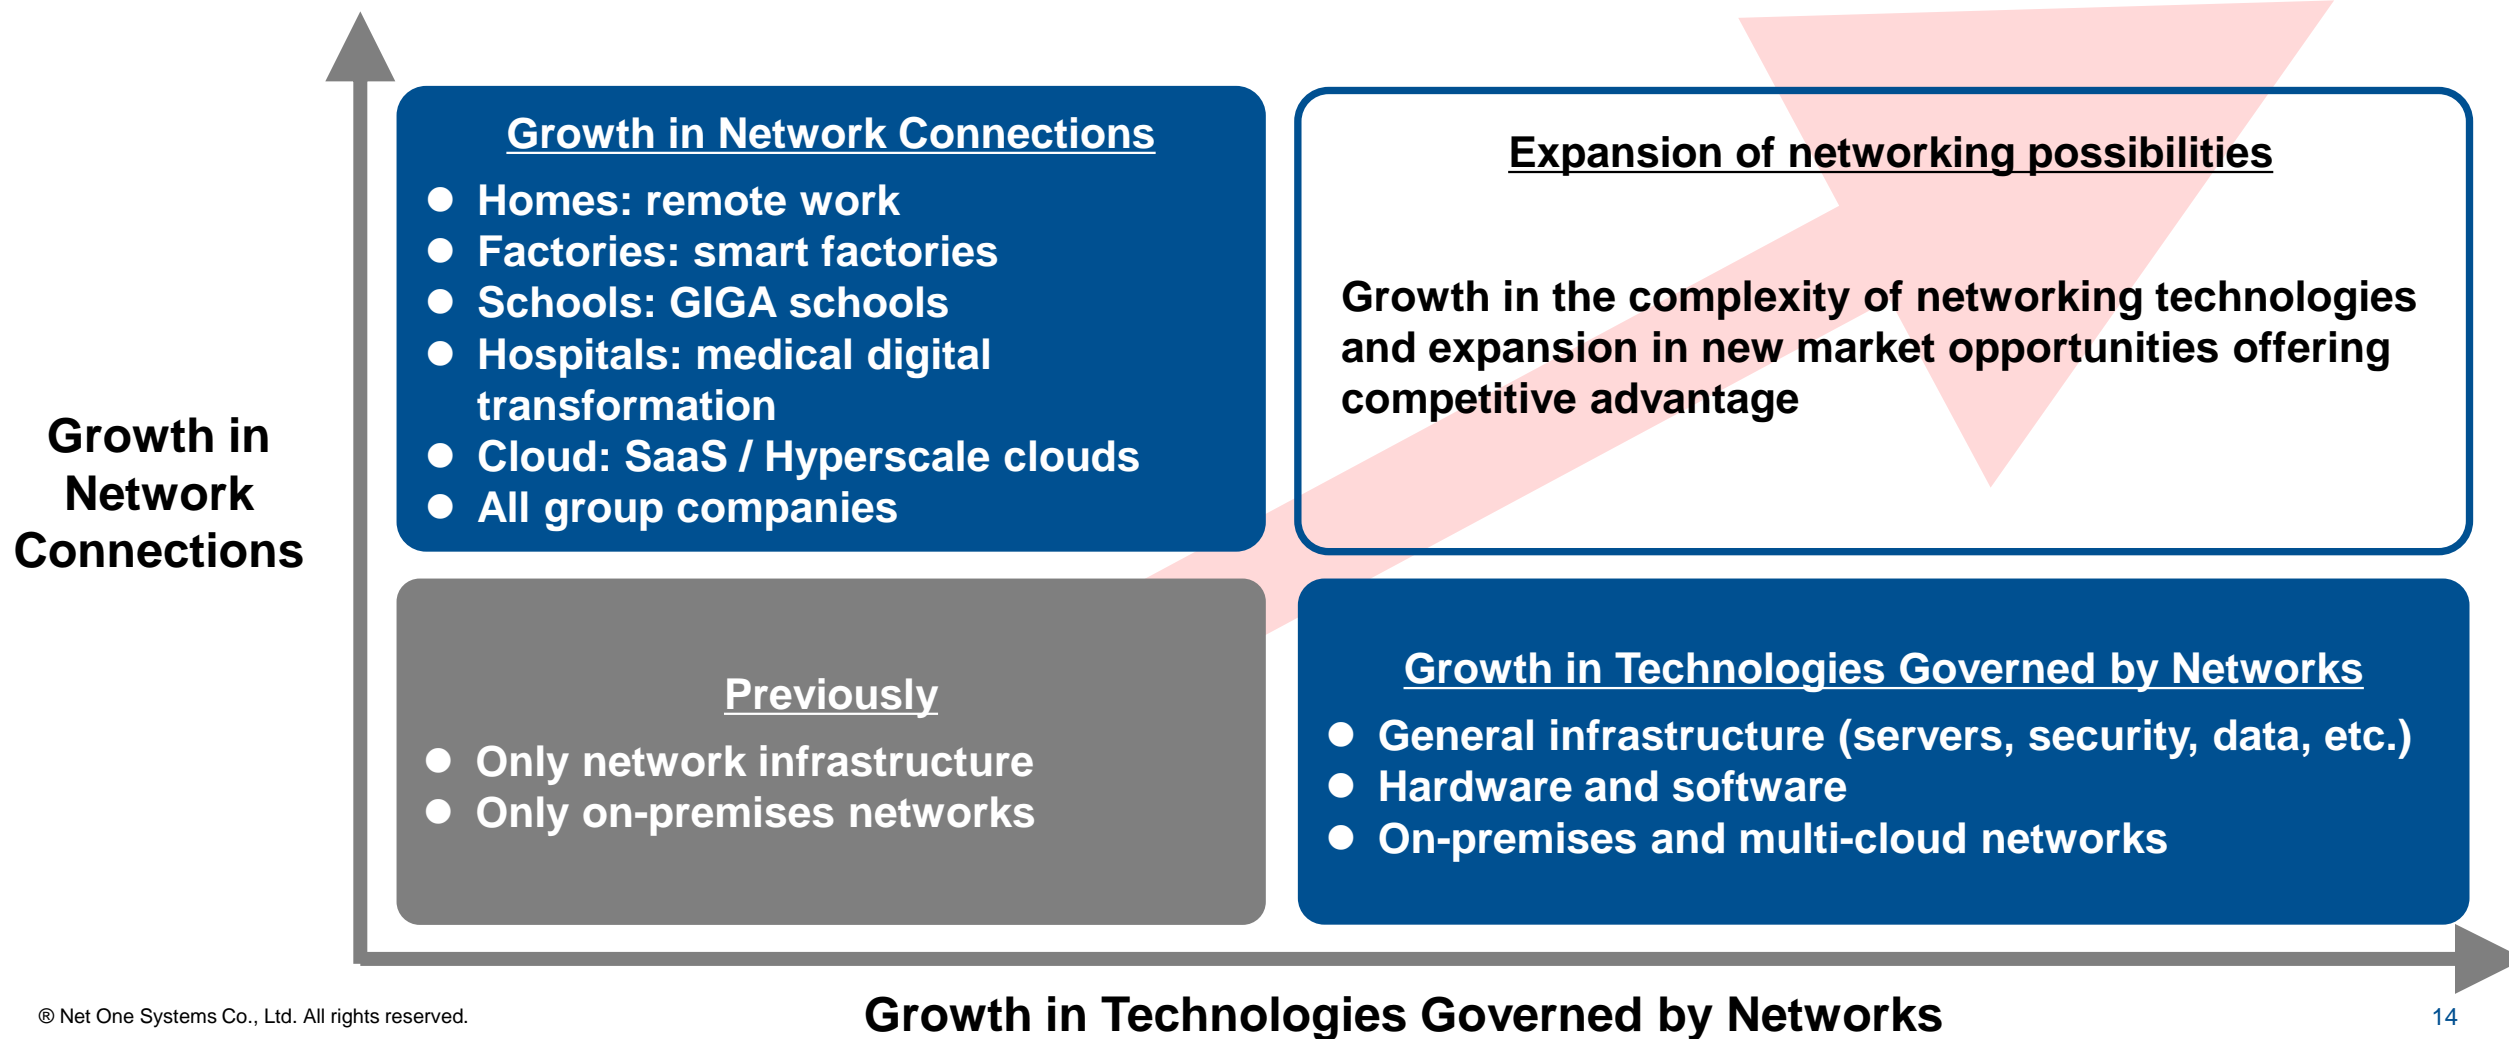 Growth in
Network
Connections
Growth in Network Connections
● Homes: remote work
● Factories: smart factories
● Schools: GIGA schools
● Hospitals: medical digital
transformation
● Cloud: SaaS / Hyperscale clouds
● All group companies
Expansion of networking possibilities
Growth in the complexity of networking technologies
and expansion in new market opportunities offering
competitive advantage
Previously
● Only network infrastructure
● Only on-premises networks
Growth in Technologies Governed by Networks
● General infrastructure (servers, security, data, etc.)
● Hardware and software
● On-premises and multi-cloud networks
Growth in Technologies Governed by Networks
® Net One Systems Co., Ltd. All rights reserved.
14